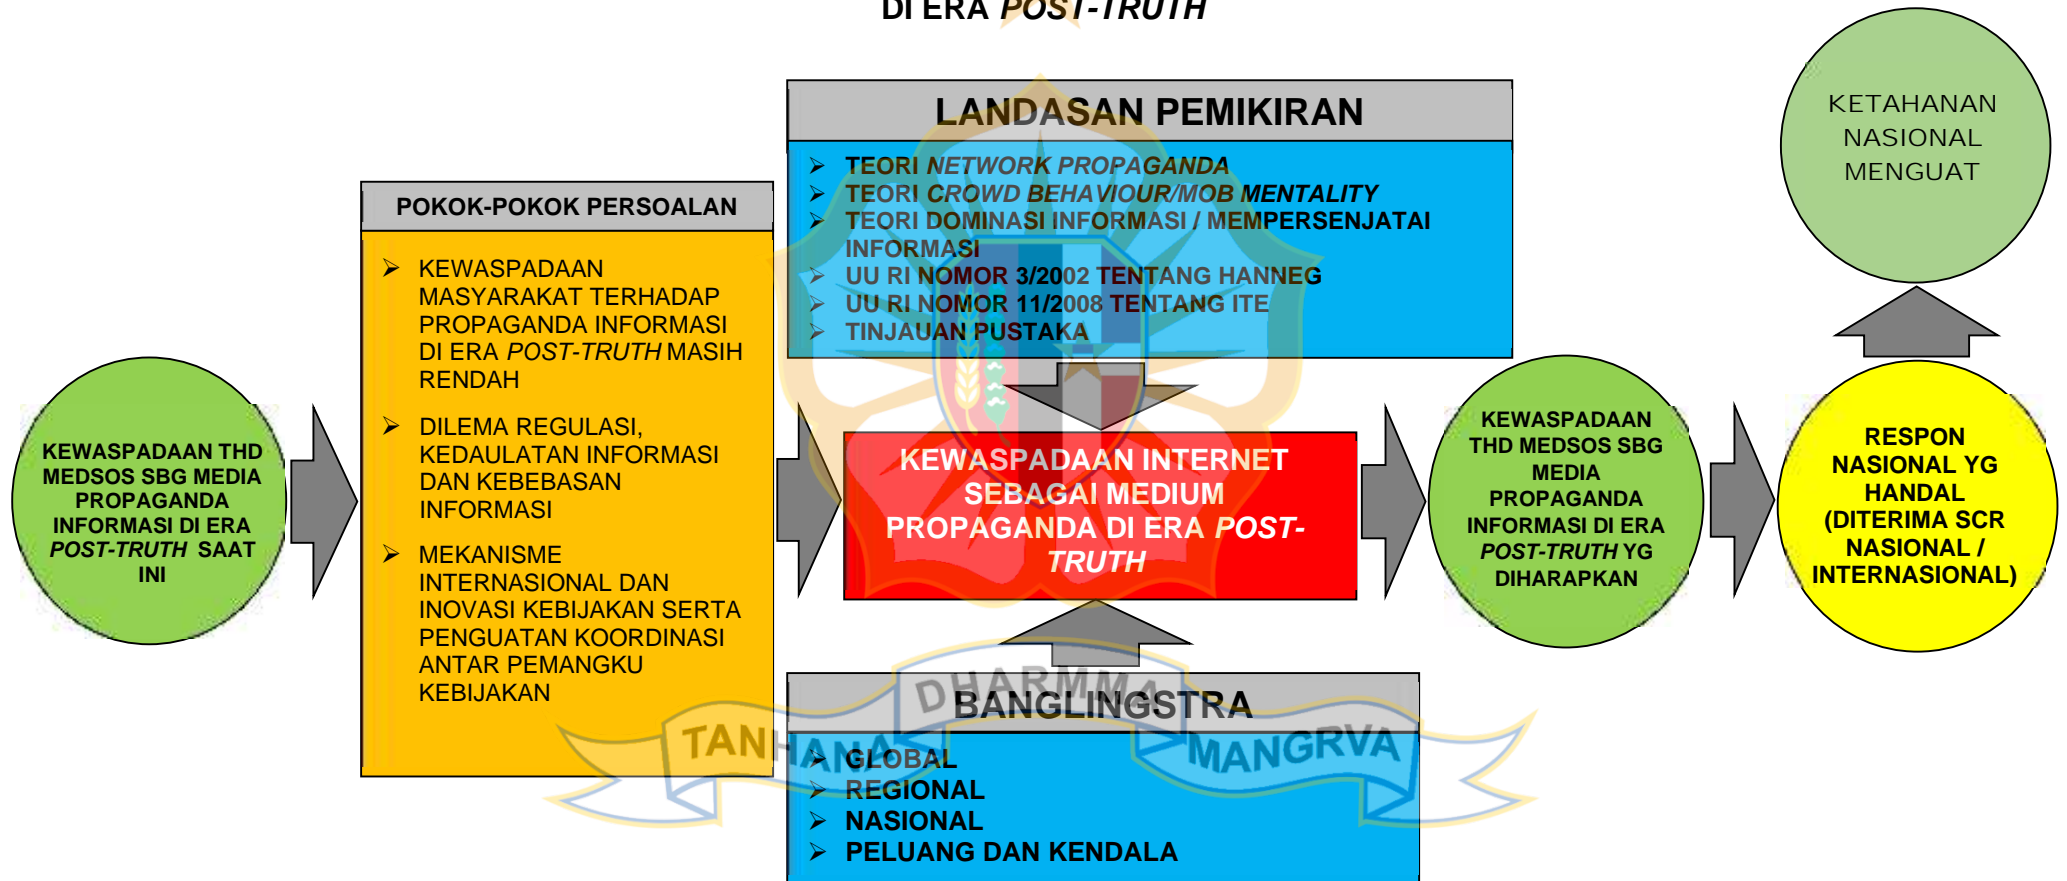 DI ERA POST-TRUTH
KEWASPADAAN THD
MEDSOS SBG MEDIA
PROPAGANDA
INFORMASI DI ERA
POST-TRUTH SAAT
INI
POKOK-POKOK PERSOALAN
➢ KEWASPADAAN
MASYARAKAT TERHADAP
PROPAGANDA INFORMASI
DI ERA POST-TRUTH MASIH
RENDAH
➢ DILEMA REGULASI,
KEDAULATAN INFORMASI
DAN KEBEBASAN
INFORMASI
➢ MEKANISME
INTERNASIONAL DAN
INOVASI KEBIJAKAN SERTA
PENGUATAN KOORDINASI
ANTAR PEMANGKU
KEBIJAKAN
LANDASAN PEMIKIRAN
➢ TEORI NETWORK PROPAGANDA
➢ TEORI CROWD BEHAVIOUR/MOB MENTALITY
➢ TEORI DOMINASI INFORMASI / MEMPERSENJATAI
INFORMASI
➢ UU RI NOMOR 3/2002 TENTANG HANNEG
➢ UU RI NOMOR 11/2008 TENTANG ITE
➢ TINJAUAN PUSTAKA
KEWASPADAAN INTERNET
SEBAGAI MEDIUM
PROPAGANDA DI ERA POST-
TRUTH
BANGLINGSTRA
➢ GLOBAL
➢ REGIONAL
➢ NASIONAL
➢ PELUANG DAN KENDALA
KEWASPADAAN
THD MEDSOS SBG
MEDIA
PROPAGANDA
INFORMASI DI ERA
POST-TRUTH YG
DIHARAPKAN
RESPON
NASIONAL YG
HANDAL
(DITERIMA SCR
NASIONAL /
INTERNASIONAL)
KETAHANAN
NASIONAL
MENGUAT
TANHANA DHARMMA MANGRVA